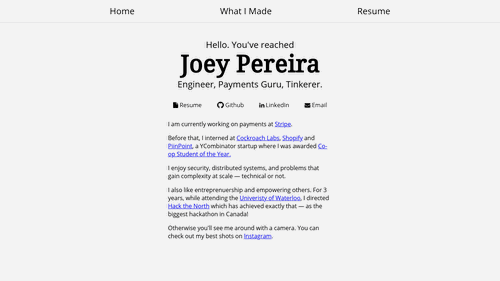 Home What I Made Resume
Hello. You've reached
Joey Pereira
Engineer, Payments Guru, Tinkerer.
Resume Github LinkedIn Email
I am currently working on payments at Stripe.
Before that, I interned at Cockroach Labs, Shopify and
PiinPoint, a YCombinator startup where I was awarded Co-
op Student of the Year.
I enjoy security, distributed systems, and problems that
gain complexity at scale — technical or not.
I also like entreprenuership and empowering others. For 3
years, while attending the Univeristy of Waterloo, I directed
Hack the North which has achieved exactly that — as the
biggest hackathon in Canada!
Otherwise you'll see me around with a camera. You can
check out my best shots on Instagram.